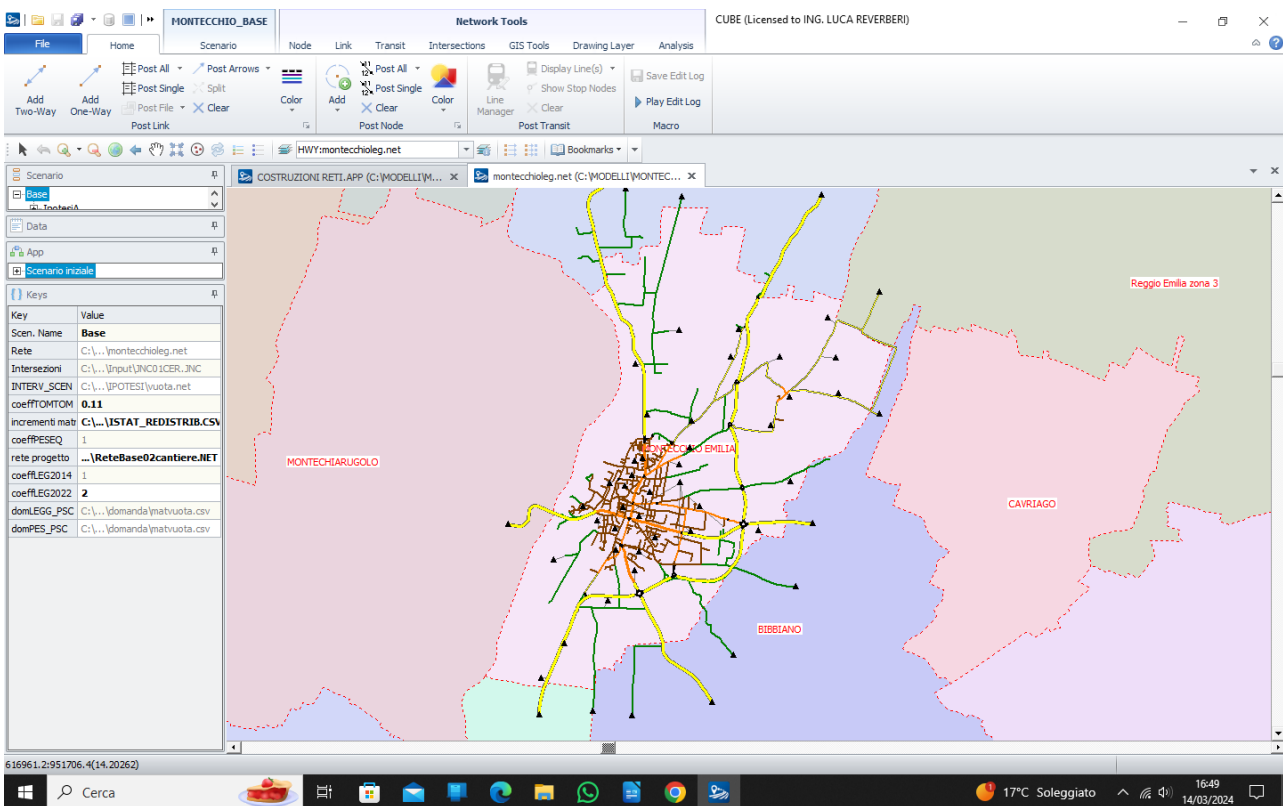 MONTECCHIO_BASE
Network Tools
CUBE (Licensed to ING. LUCA REVERBERI)
File
Home
Scenario
Node
Link
Transit
Intersections
GIS Tools
Drawing Layer
Analysis
Add Two-Way
Add One-Way
Post All
Post Single
Post File
Post Arrows
Split
Clear
Color
Post Link
Add
Post All
Post Single
Clear
Color
Post Node
Line Manager
Display Line(s)
Show Stop Nodes
Clear
Post Transit
Save Edit Log
Play Edit Log
Macro
HWY:montecchioleg.net
Bookmarks
Scenario
Base
IpotesiA
Data
App
Scenario iniziale
Keys
COSTRUZIONI RETI.APP (C:\MODELLI\M...
montecchioleg.net (C:\MODELLI\MONTEC...
Key Value
Scen. Name Base
Rete C:\...\montecchioleg.net
Intersezioni C:\...\Input\JNC01CER.JNC
INTERV_SCEN C:\...\IPOTESI\vuota.net
coeffTOMTOM 0.11
incrementi matr C:\...\ISTAT_REDISTRIB.CSV
coeffPESEQ 1
rete progetto ...\ReteBase02cantiere.NET
coeffLEG2014 1
coeffLEG2022 2
domLEGG_PSC C:\...\domanda\matvuota.csv
domPES_PSC C:\...\domanda\matvuota.csv
Reggio Emilia zona 3
MONTECCHIO EMILIA
MONTECHIARUGOLO
CAVRIAGO
BIBBIANO
616961.2:951706.4(14.20262)
Cerca
17°C Soleggiato
16:49
14/03/2024